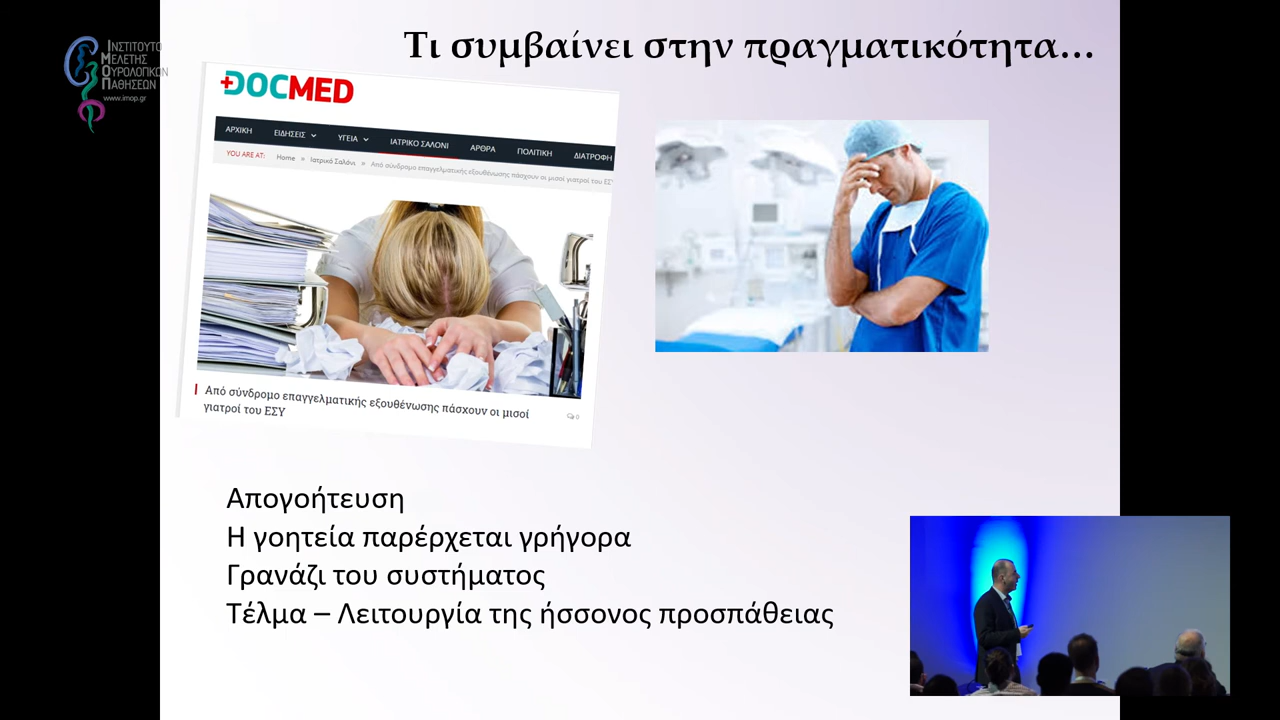 Τι συμβαίνει στην πραγματικότητα...
ΙΝΣΤΙΤΟΥΤΟ
ΜΕΛΕΤΗΣ
ΟΥΡΟΛΟΓΙΚΩΝ
ΠΑΘΗΣΕΩΝ
www.imop.gr
DOCMED
ΑΡΧΙΚΗ ΕΙΔΗΣΕΙΣ ΥΓΕΙΑ ΙΑΤΡΙΚΟ ΣΑΛΟΝΙ ΑΡΘΡΑ ΠΟΛΙΤΙΚΗ ΔΙΑΤΡΟΦΗ
YOU ARE AT: Home » Ιατρικό Σαλόνι » Από σύνδρομο επαγγελματικής εξουθένωσης πάσχουν οι μισοί γιατροί του ΕΣΥ
Από σύνδρομο επαγγελματικής εξουθένωσης πάσχουν οι μισοί
γιατροί του ΕΣΥ
0
Απογοήτευση
Η γοητεία παρέρχεται γρήγορα
Γρανάζι του συστήματος
Τέλμα – Λειτουργία της ήσσονος προσπάθειας